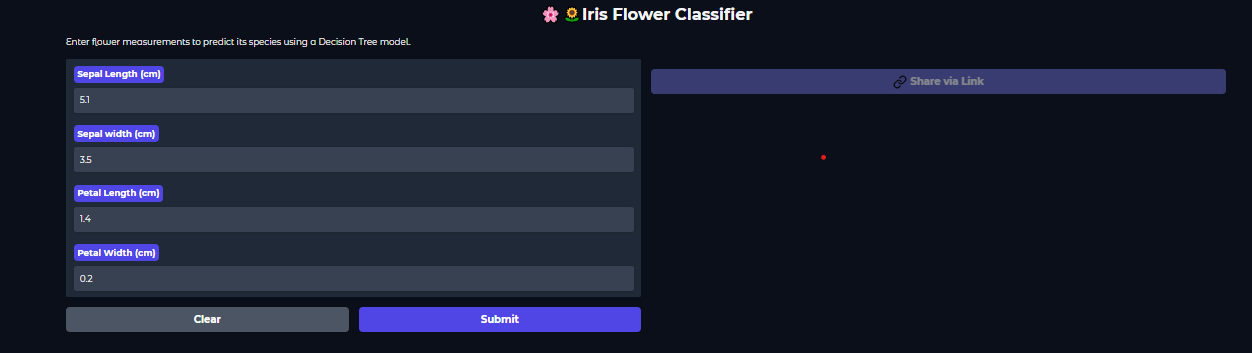 🌸 🌻Iris Flower Classifier
Enter flower measurements to predict its species using a Decision Tree model.
Sepal Length (cm)
5.1
Sepal width (cm)
3.5
Petal Length (cm)
1.4
Petal Width (cm)
0.2
Clear
Submit
Share via Link